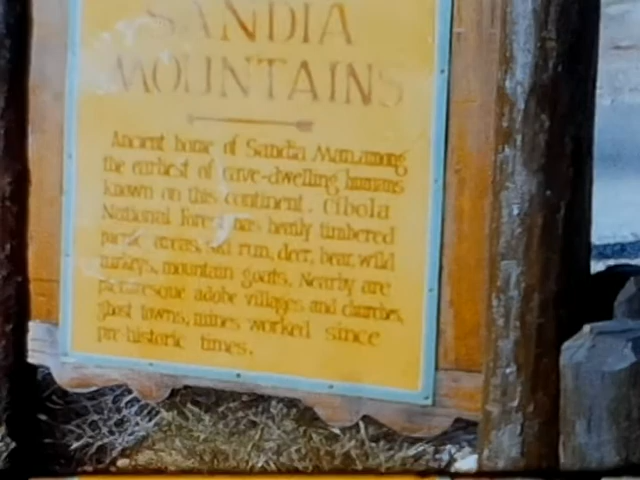 SANDIA
MOUNTAINS
Ancient home of Sandia Man, among
the earliest of cave-dwelling humans
known on this continent. Cibola
National Forest has heavily timbered
picnic areas, ski run, deer, bear, wild
turkeys, mountain goats. Nearby are
picturesque adobe villages and churches,
ghost towns, mines worked since
pre-historic times.